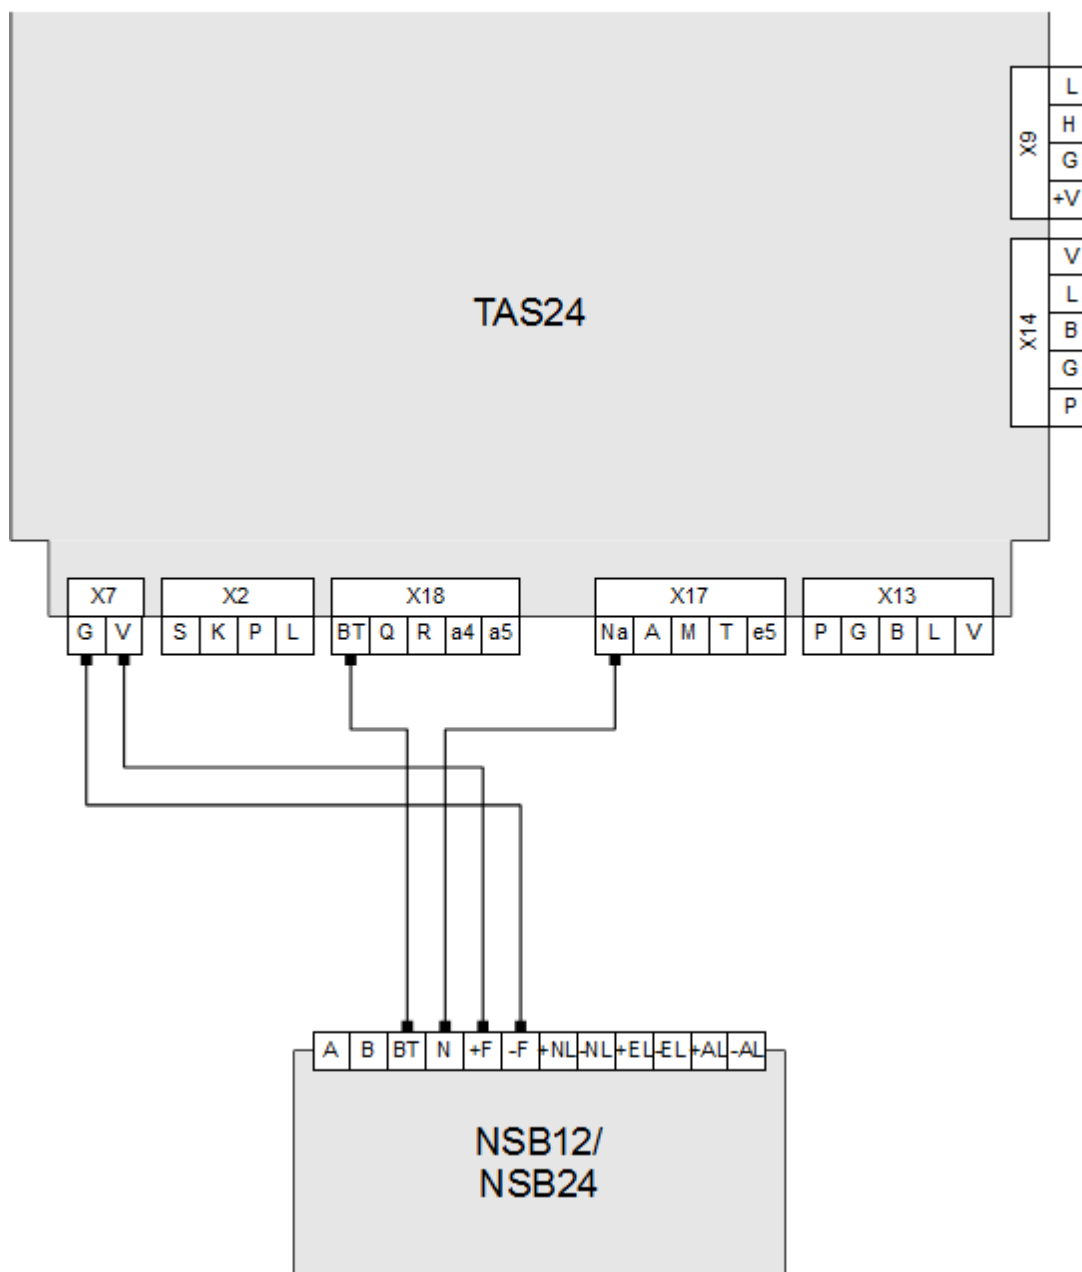 L
H
X9
G
+V
V
L
TAS24
X14
B
G
P
X7 X2 X18 X17 X13
G V S K P L BT Q R a4 a5 Na A M T e5 P G B L V
A B BT N +F -F +NL -NL +EL -EL +AL -AL
NSB12/
NSB24